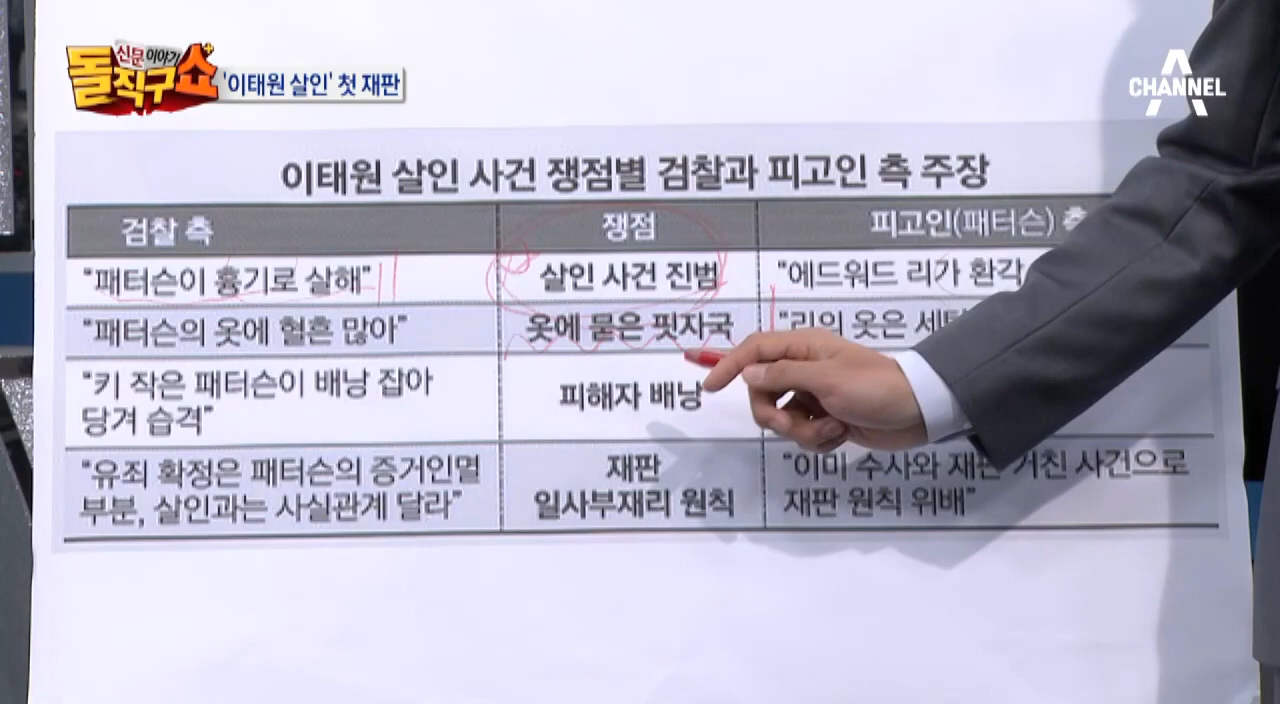 신문이야기
돌직구쇼+
'이태원 살인' 첫 재판
CHANNEL A
이태원 살인 사건 쟁점별 검찰과 피고인 측 주장
검찰 측 쟁점 피고인(패터슨) 측
“패터슨이 흉기로 살해” 살인 사건 진범 “에드워드 리가 환각
“패터슨의 옷에 혈흔 많아” 옷에 묻은 핏자국 “리의 옷은 세탁
“키 작은 패터슨이 배낭 잡아
당겨 습격” 피해자 배낭
“유죄 확정은 패터슨의 증거인멸
부분, 살인과는 사실관계 달라”
재판
일사부재리 원칙
“이미 수사와 재판 거친 사건으로
재판 원칙 위배”